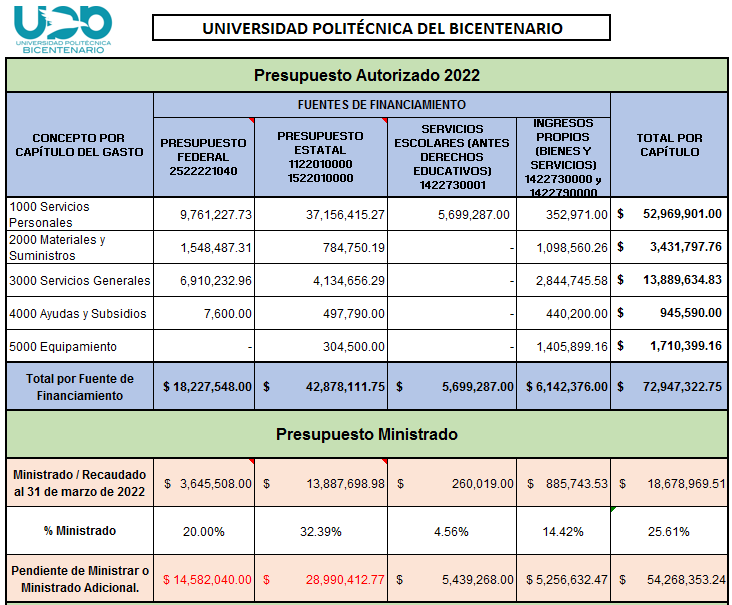 UPB
UNIVERSIDAD POLITÉCNICA
BICENTENARIO
UNIVERSIDAD POLITÉCNICA DEL BICENTENARIO
Presupuesto Autorizado 2022
CONCEPTO POR CAPÍTULO DEL GASTO
FUENTES DE FINANCIAMIENTO
PRESUPUESTO FEDERAL 2522221040
PRESUPUESTO ESTATAL 1122010000 1522010000
SERVICIOS ESCOLARES (ANTES DERECHOS EDUCATIVOS) 1422730001
INGRESOS PROPIOS (BIENES Y SERVICIOS) 1422730000 y 1422790000
TOTAL POR CAPÍTULO
1000 Servicios Personales 9,761,227.73 37,156,415.27 5,699,287.00 352,971.00 $ 52,969,901.00
2000 Materiales y Suministros 1,548,487.31 784,750.19 - 1,098,560.26 $ 3,431,797.76
3000 Servicios Generales 6,910,232.96 4,134,656.29 - 2,844,745.58 $ 13,889,634.83
4000 Ayudas y Subsidios 7,600.00 497,790.00 - 440,200.00 $ 945,590.00
5000 Equipamiento - 304,500.00 - 1,405,899.16 $ 1,710,399.16
Total por Fuente de Financiamiento $ 18,227,548.00 $ 42,878,111.75 $ 5,699,287.00 $ 6,142,376.00 $ 72,947,322.75
Presupuesto Ministrado
Ministrado / Recaudado al 31 de marzo de 2022 $ 3,645,508.00 $ 13,887,698.98 $ 260,019.00 $ 885,743.53 $ 18,678,969.51
% Ministrado 20.00% 32.39% 4.56% 14.42% 25.61%
Pendiente de Ministrar o Ministrado Adicional. $ 14,582,040.00 $ 28,990,412.77 $ 5,439,268.00 $ 5,256,632.47 $ 54,268,353.24